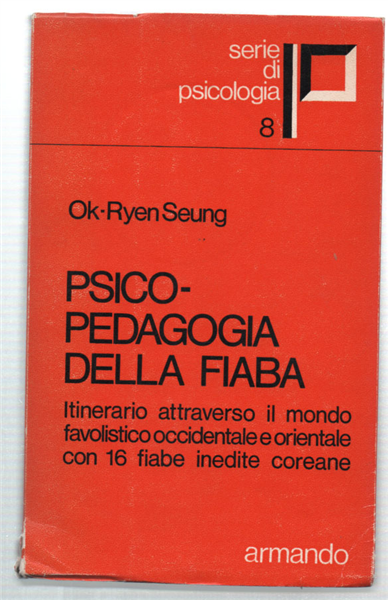 serie
di
psicologia
8
Ok-Ryen Seung
PSICO-
PEDAGOGIA
DELLA FIABA
Itinerario attraverso il mondo
favolistico occidentale e orientale
con 16 fiabe inedite coreane
armando